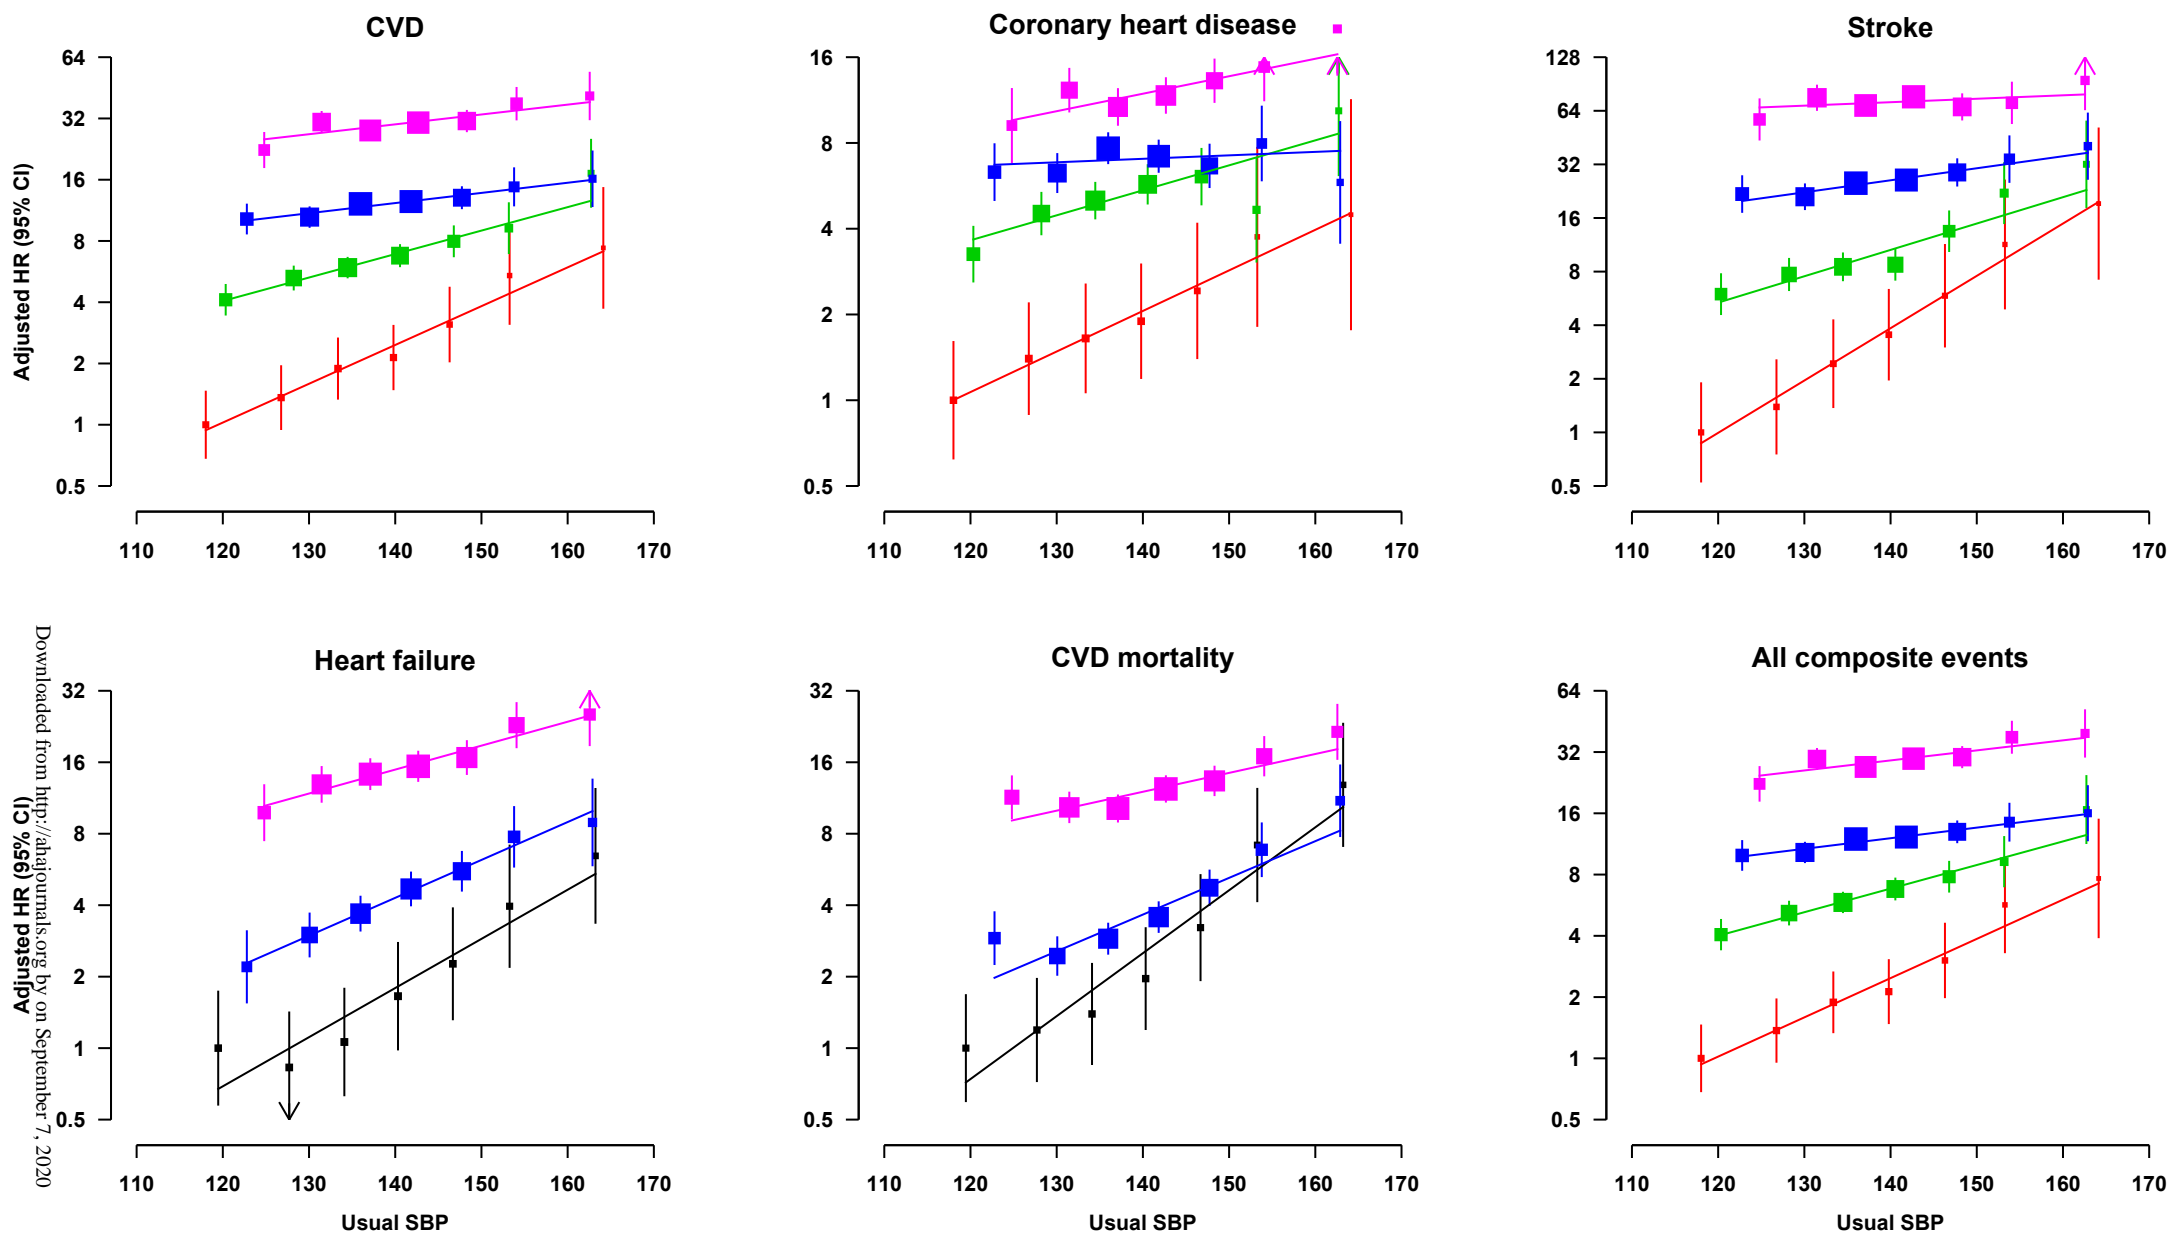 CVD
Coronary heart disease
Stroke
Adjusted HR (95% CI)
64
32
16
8
4
2
1
0.5
110 120 130 140 150 160 170
16
8
4
2
1
0.5
110 120 130 140 150 160 170
128
64
32
16
8
4
2
1
0.5
110 120 130 140 150 160 170
Heart failure
CVD mortality
All composite events
Adjusted HR (95% CI)
32
16
8
4
2
1
0.5
110 120 130 140 150 160 170
Usual SBP
32
16
8
4
2
1
0.5
110 120 130 140 150 160 170
Usual SBP
64
32
16
8
4
2
1
0.5
110 120 130 140 150 160 170
Usual SBP
Downloaded from http://ahajournals.org by on September 7, 2020